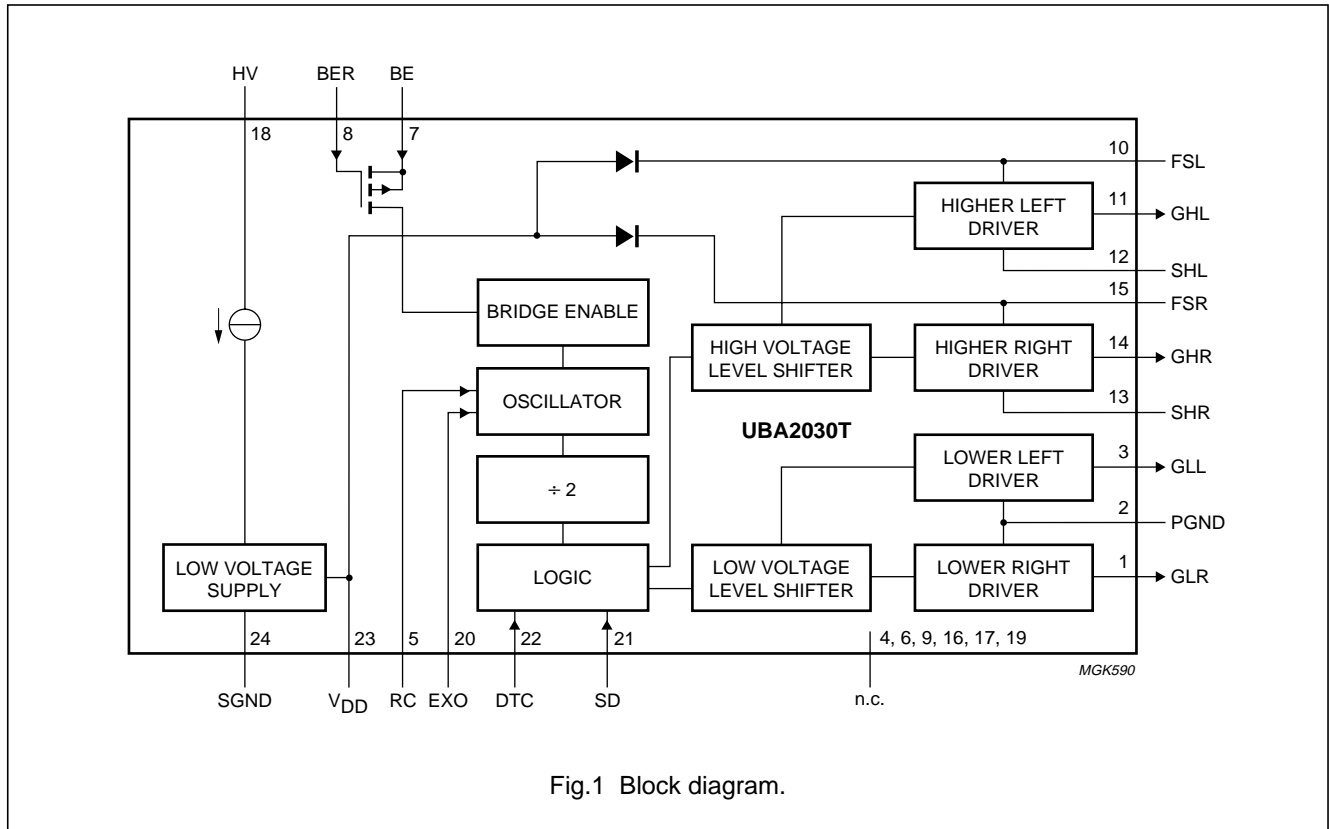 HV BER BE
18 8 7
10 FSL
HIGHER LEFT
DRIVER
11 GHL
12 SHL
15 FSR
BRIDGE ENABLE
HIGH VOLTAGE
LEVEL SHIFTER
HIGHER RIGHT
DRIVER
14 GHR
13 SHR
OSCILLATOR
UBA2030T
LOWER LEFT
DRIVER
3 GLL
÷ 2
2 PGND
LOW VOLTAGE
SUPPLY
LOGIC
LOW VOLTAGE
LEVEL SHIFTER
LOWER RIGHT
DRIVER
1 GLR
24 23 5 20 22 21 4, 6, 9, 16, 17, 19
MGK590
SGND VDD RC EXO DTC SD n.c.
Fig.1 Block diagram.